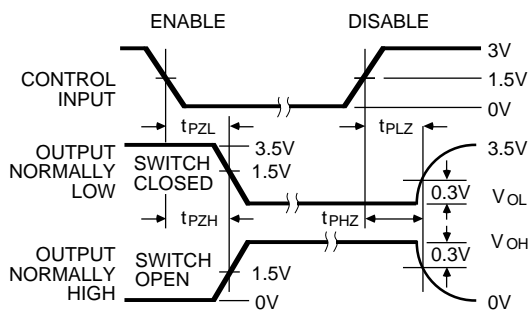 ENABLE DISABLE
3V
CONTROL INPUT 1.5V
0V
tPZL tPLZ
OUTPUT NORMALLY LOW
SWITCH CLOSED
3.5V
1.5V
3.5V
0.3V
VOL
tPZH tPHZ
OUTPUT NORMALLY HIGH
SWITCH OPEN
1.5V
0V
VOH
0.3V
0V